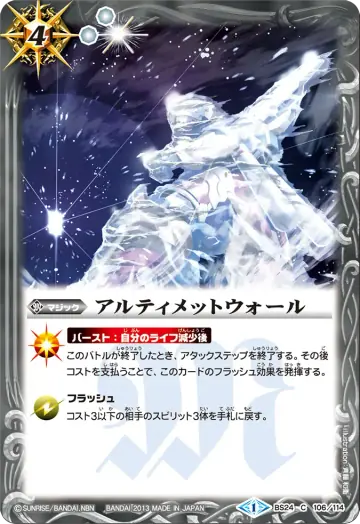 4
マジック
アルティメットウォール
バースト：自分のライフ減少後
このバトルが終了したとき、アタックステップを終了する。その後
コストを支払うことで、このカードのフラッシュ効果を発揮する。
フラッシュ
コスト3以下の相手のスピリット3体を手札に戻す。
©SUNRISE/BANDAI,NBN BANDAI 2013 MADE IN JAPAN 1 BS24 - C 106/114